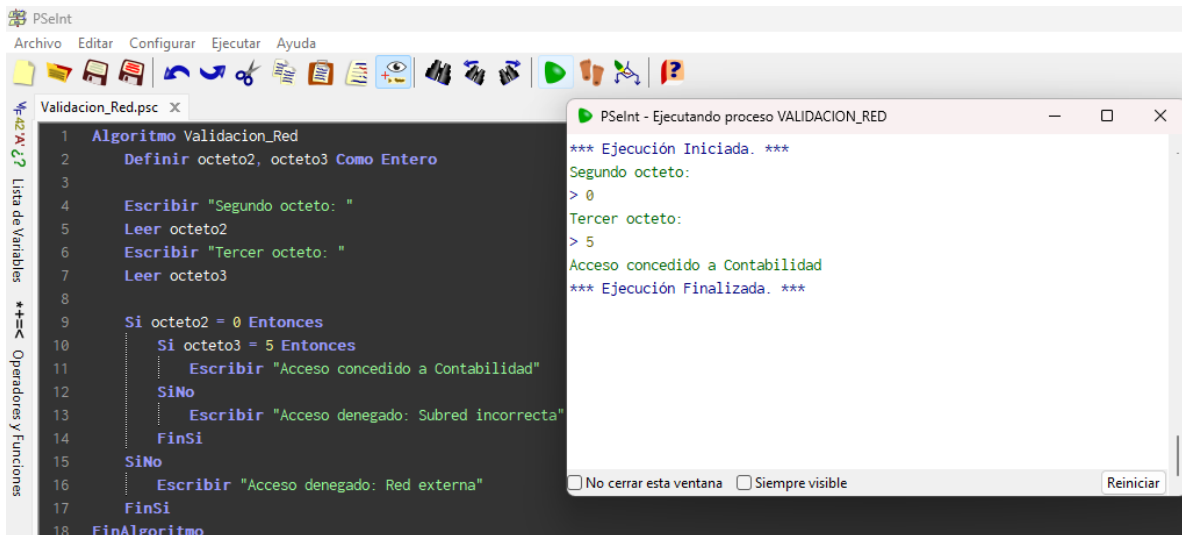 PSeInt
Archivo Editar Configurar Ejecutar Ayuda
Validacion_Red.psc X
1 Algoritmo Validacion_Red
2 Definir octeto2, octeto3 Como Entero
3
4 Escribir "Segundo octeto: "
5 Leer octeto2
6 Escribir "Tercer octeto: "
7 Leer octeto3
8
9 Si octeto2 = 0 Entonces
10 Si octeto3 = 5 Entonces
11 Escribir "Acceso concedido a Contabilidad"
12 SiNo
13 Escribir "Acceso denegado: Subred incorrecta"
14 FinSi
15 SiNo
16 Escribir "Acceso denegado: Red externa"
17 FinSi
18 FinAlgoritmo
42 'A' ¿? Lista de Variables
*+=< Operadores y Funciones
PSeInt - Ejecutando proceso VALIDACION_RED
*** Ejecución Iniciada. ***
Segundo octeto:
> 0
Tercer octeto:
> 5
Acceso concedido a Contabilidad
*** Ejecución Finalizada. ***
No cerrar esta ventana Siempre visible Reiniciar